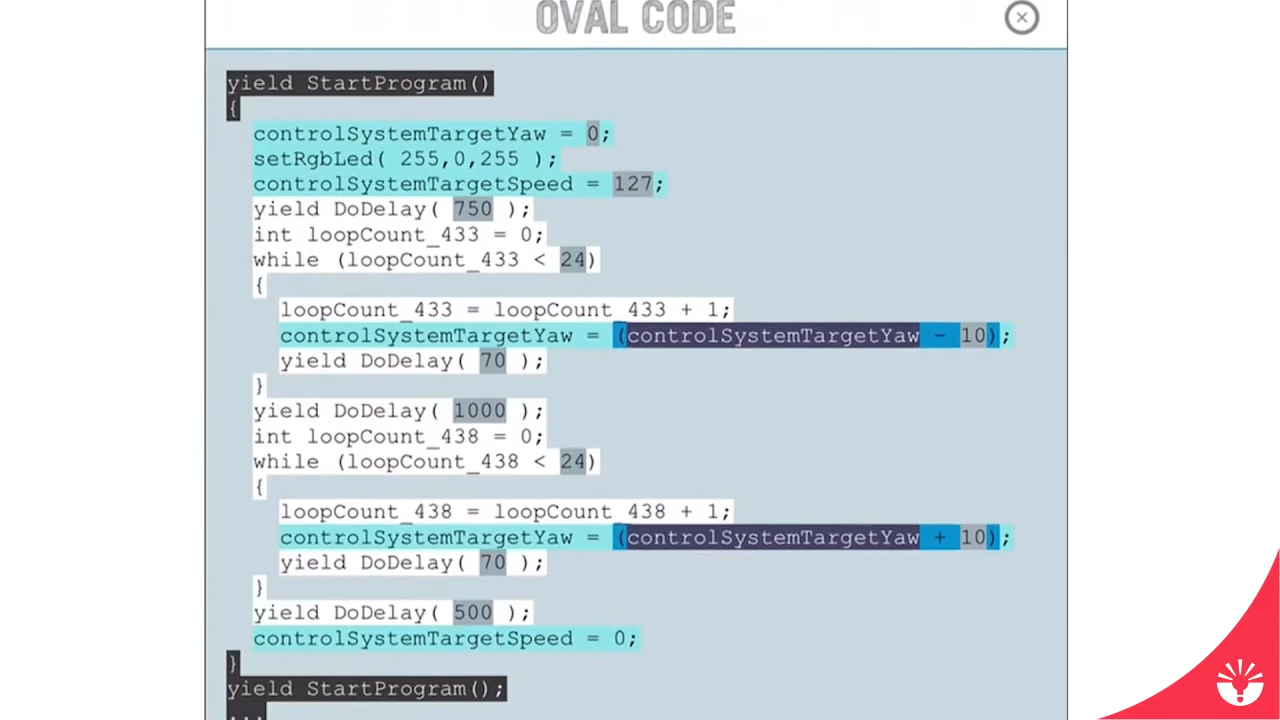 OVAL CODE
yield StartProgram()
{
controlSystemTargetYaw = 0;
setRgbLed( 255,0,255 );
controlSystemTargetSpeed = 127;
yield DoDelay( 750 );
int loopCount_433 = 0;
while (loopCount_433 < 24)
{
loopCount_433 = loopCount_433 + 1;
controlSystemTargetYaw = (controlSystemTargetYaw - 10);
yield DoDelay( 70 );
}
yield DoDelay( 1000 );
int loopCount_438 = 0;
while (loopCount_438 < 24)
{
loopCount_438 = loopCount_438 + 1;
controlSystemTargetYaw = (controlSystemTargetYaw + 10);
yield DoDelay( 70 );
}
yield DoDelay( 500 );
controlSystemTargetSpeed = 0;
}
yield StartProgram();
...